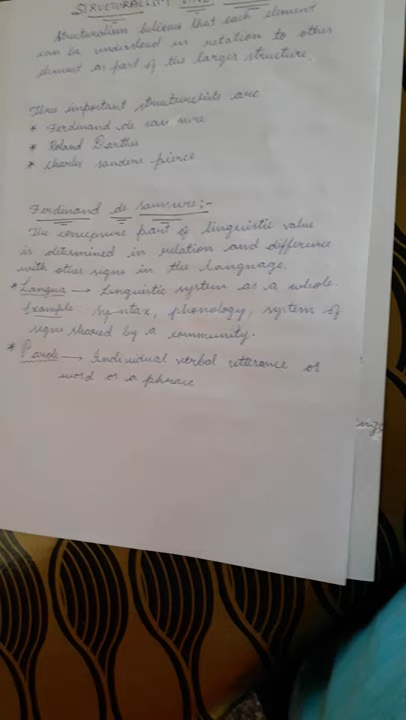 STRUCTURALISM
Structuralism believes that each element
can be understood in relation to other
element as part of the larger structure.
Three important structuralists are
* Ferdinand de saussure
* Roland Barthes
* Charles sanders pierce
Ferdinand de saussure:-
The conceptual part of linguistic value
is determined in relation and difference
with other signs in the language.
* Langue → Linguistic system as a whole.
Example: Syntax, phonology, system of
signs shared by a community.
* Parole → Individual verbal utterance of
word or a phrase
ings